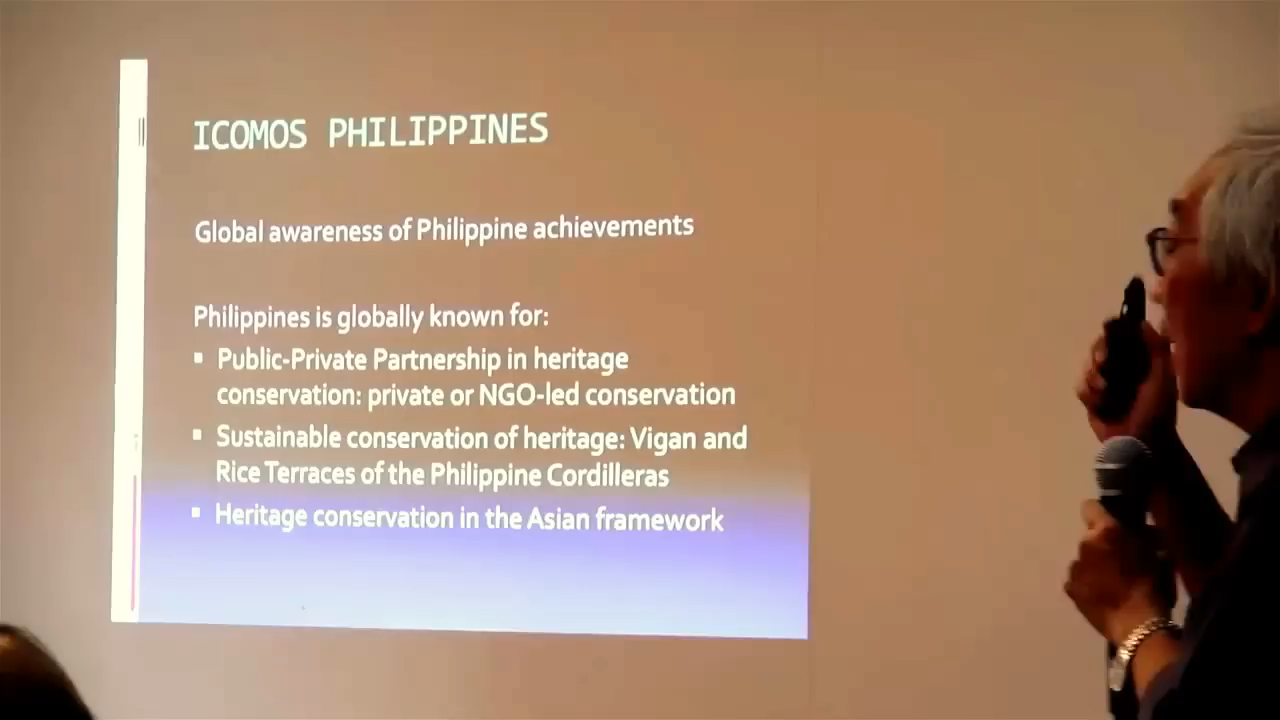 ICOMOS PHILIPPINES
Global awareness of Philippine achievements
Philippines is globally known for:
▪ Public-Private Partnership in heritage
conservation: private or NGO-led conservation
▪ Sustainable conservation of heritage: Vigan and
Rice Terraces of the Philippine Cordilleras
▪ Heritage conservation in the Asian framework